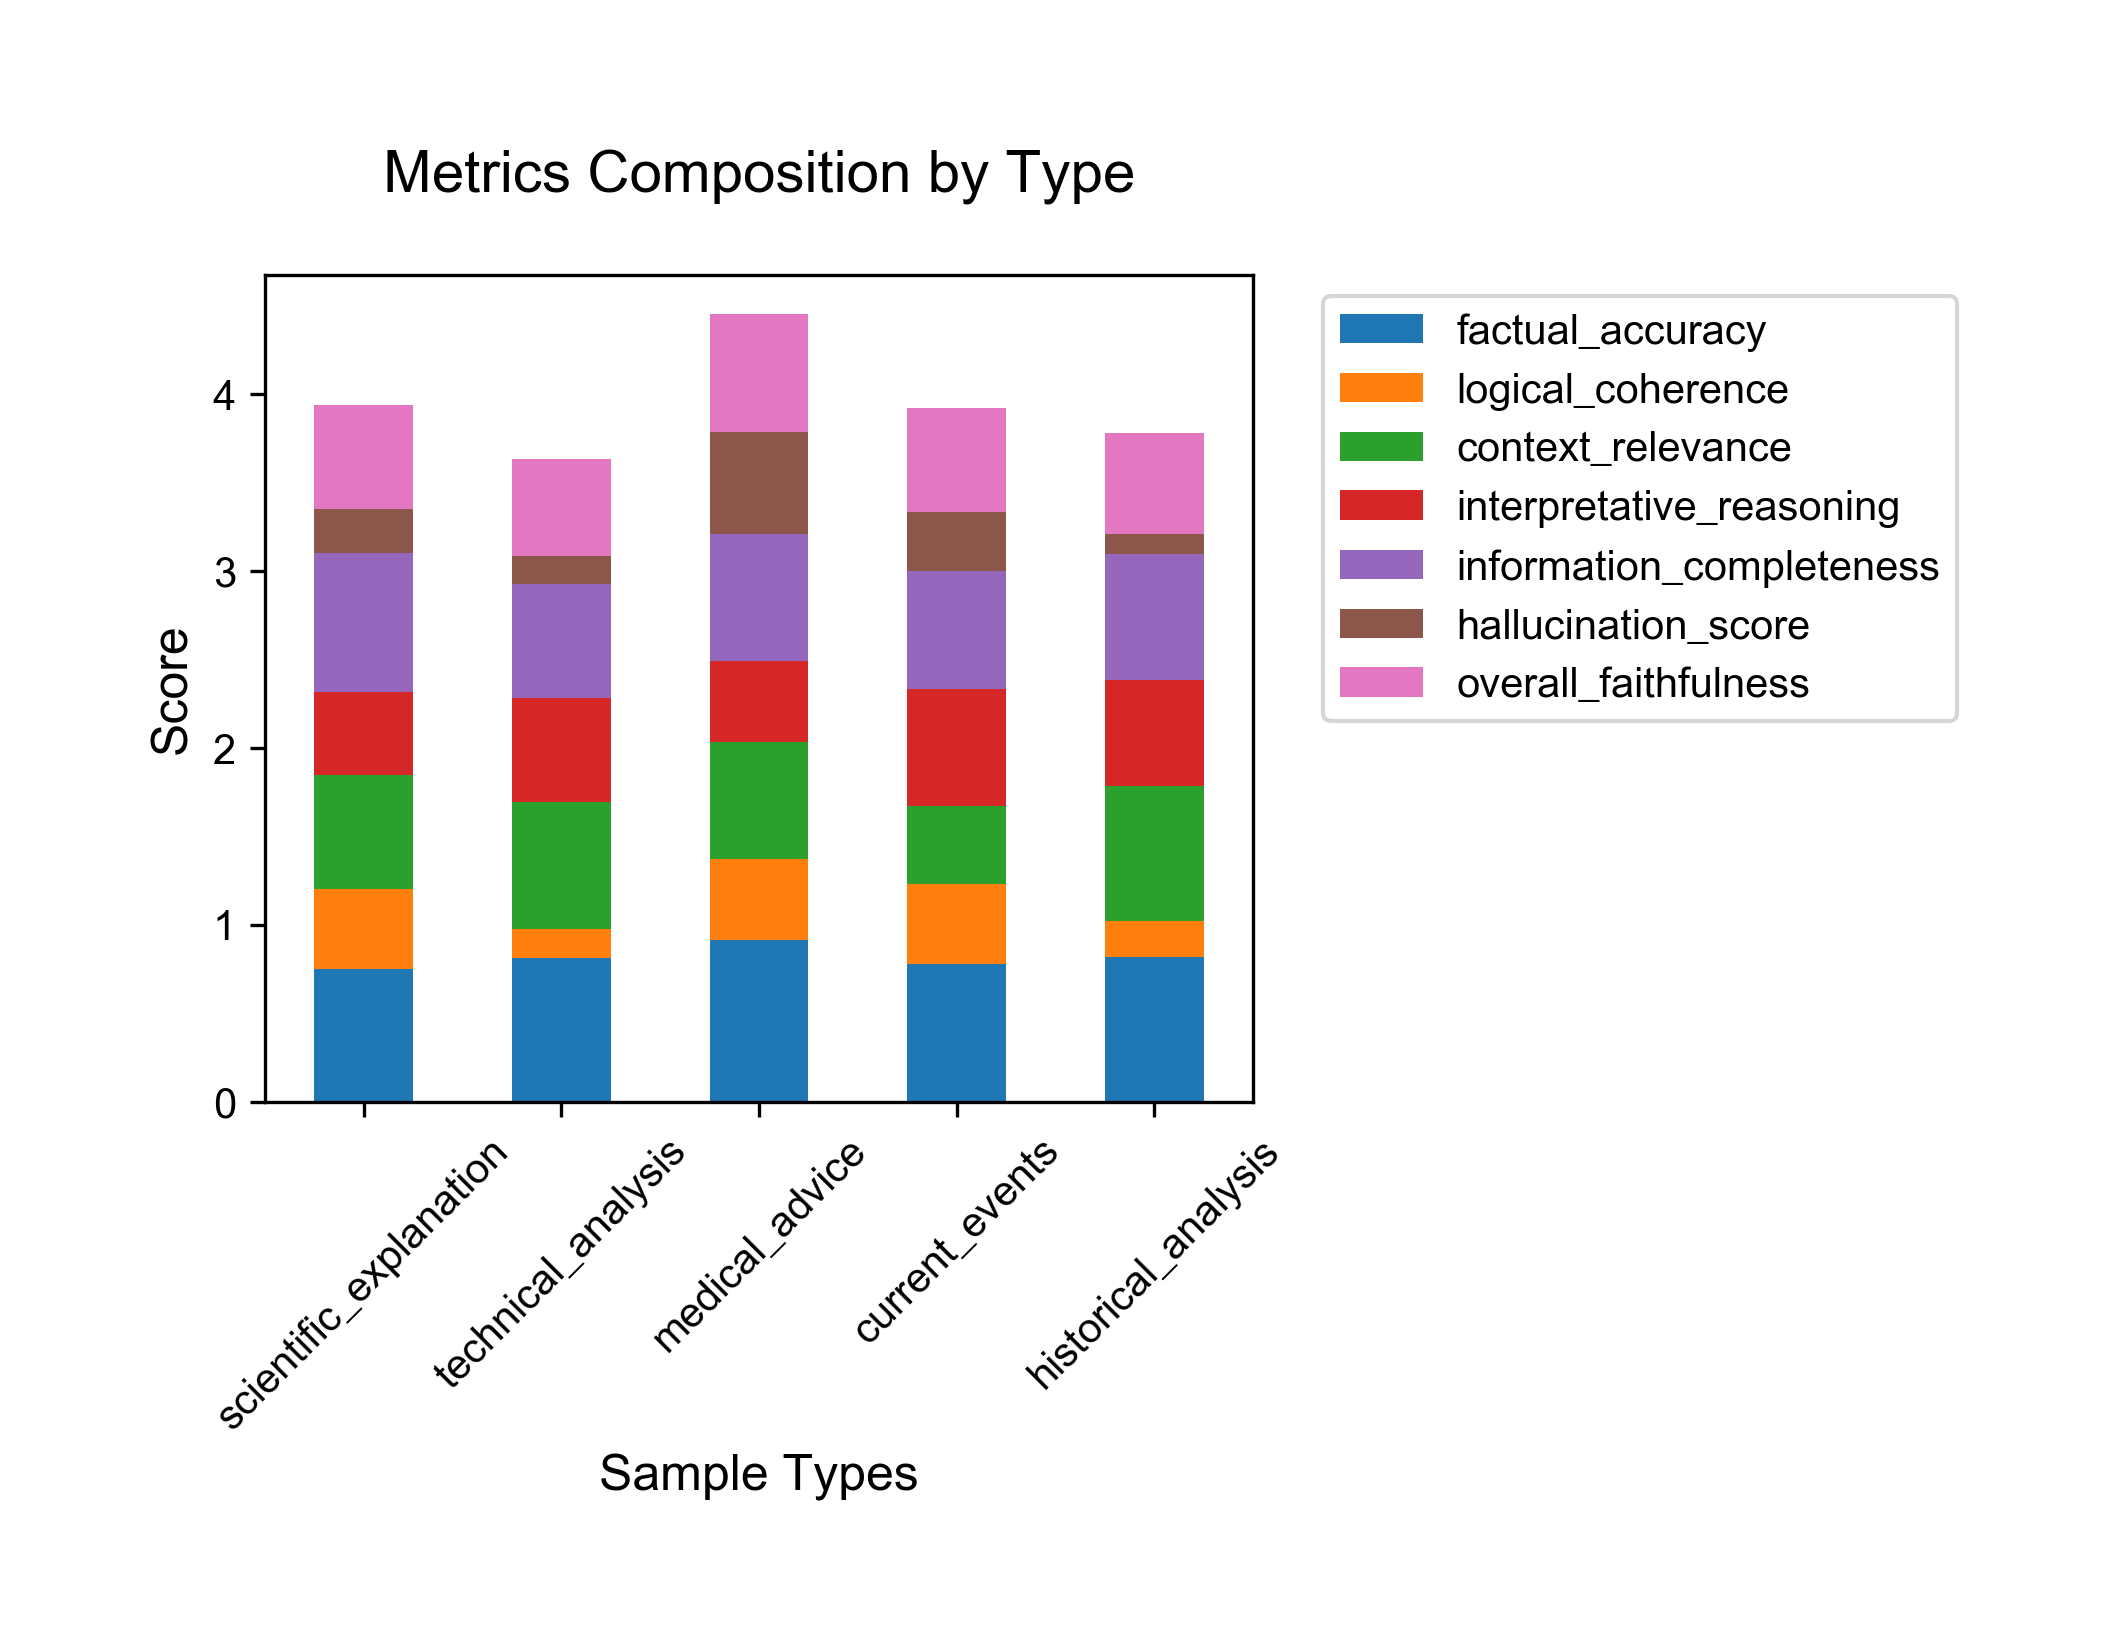 Metrics Composition by Type
Score
4
3
2
1
0
scientific_explanation
technical_analysis
medical_advice
current_events
historical_analysis
Sample Types
factual_accuracy
logical_coherence
context_relevance
interpretative_reasoning
information_completeness
hallucination_score
overall_faithfulness